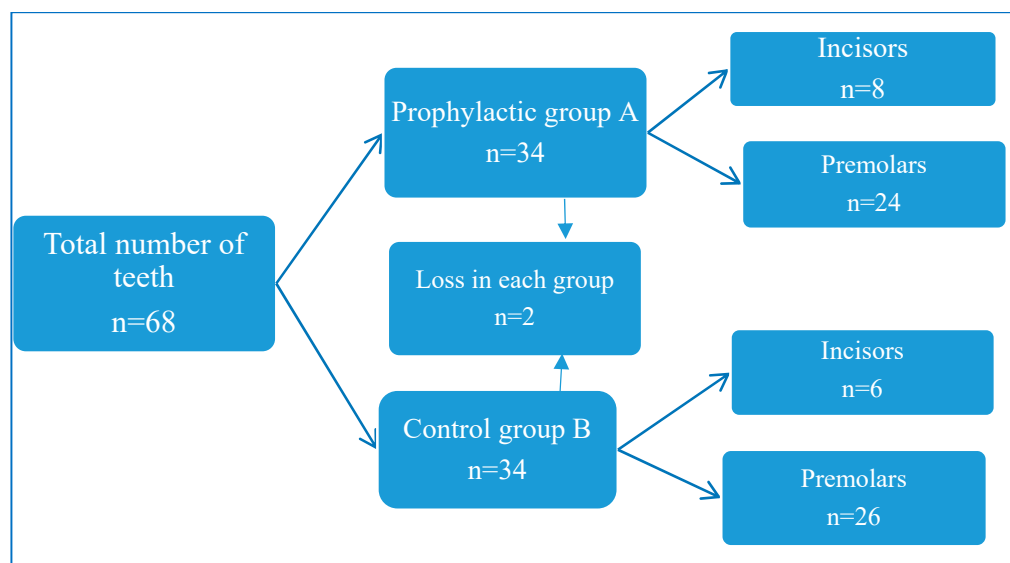 Total number of
teeth
n=68
Prophylactic group A
n=34
Loss in each group
n=2
Control group B
n=34
Incisors
n=8
Premolars
n=24
Incisors
n=6
Premolars
n=26